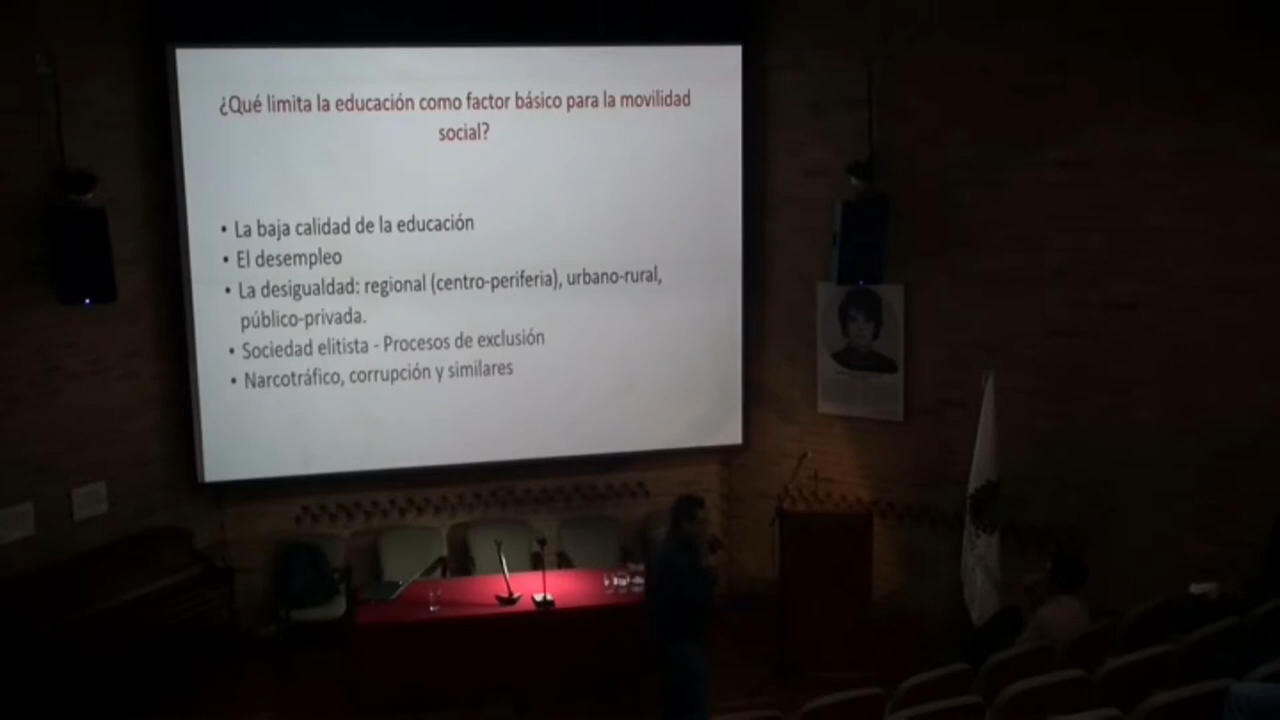 ¿Qué limita la educación como factor básico para la movilidad
social?
• La baja calidad de la educación
• El desempleo
• La desigualdad: regional (centro-periferia), urbano-rural,
público-privada.
• Sociedad elitista - Procesos de exclusión
• Narcotráfico, corrupción y similares